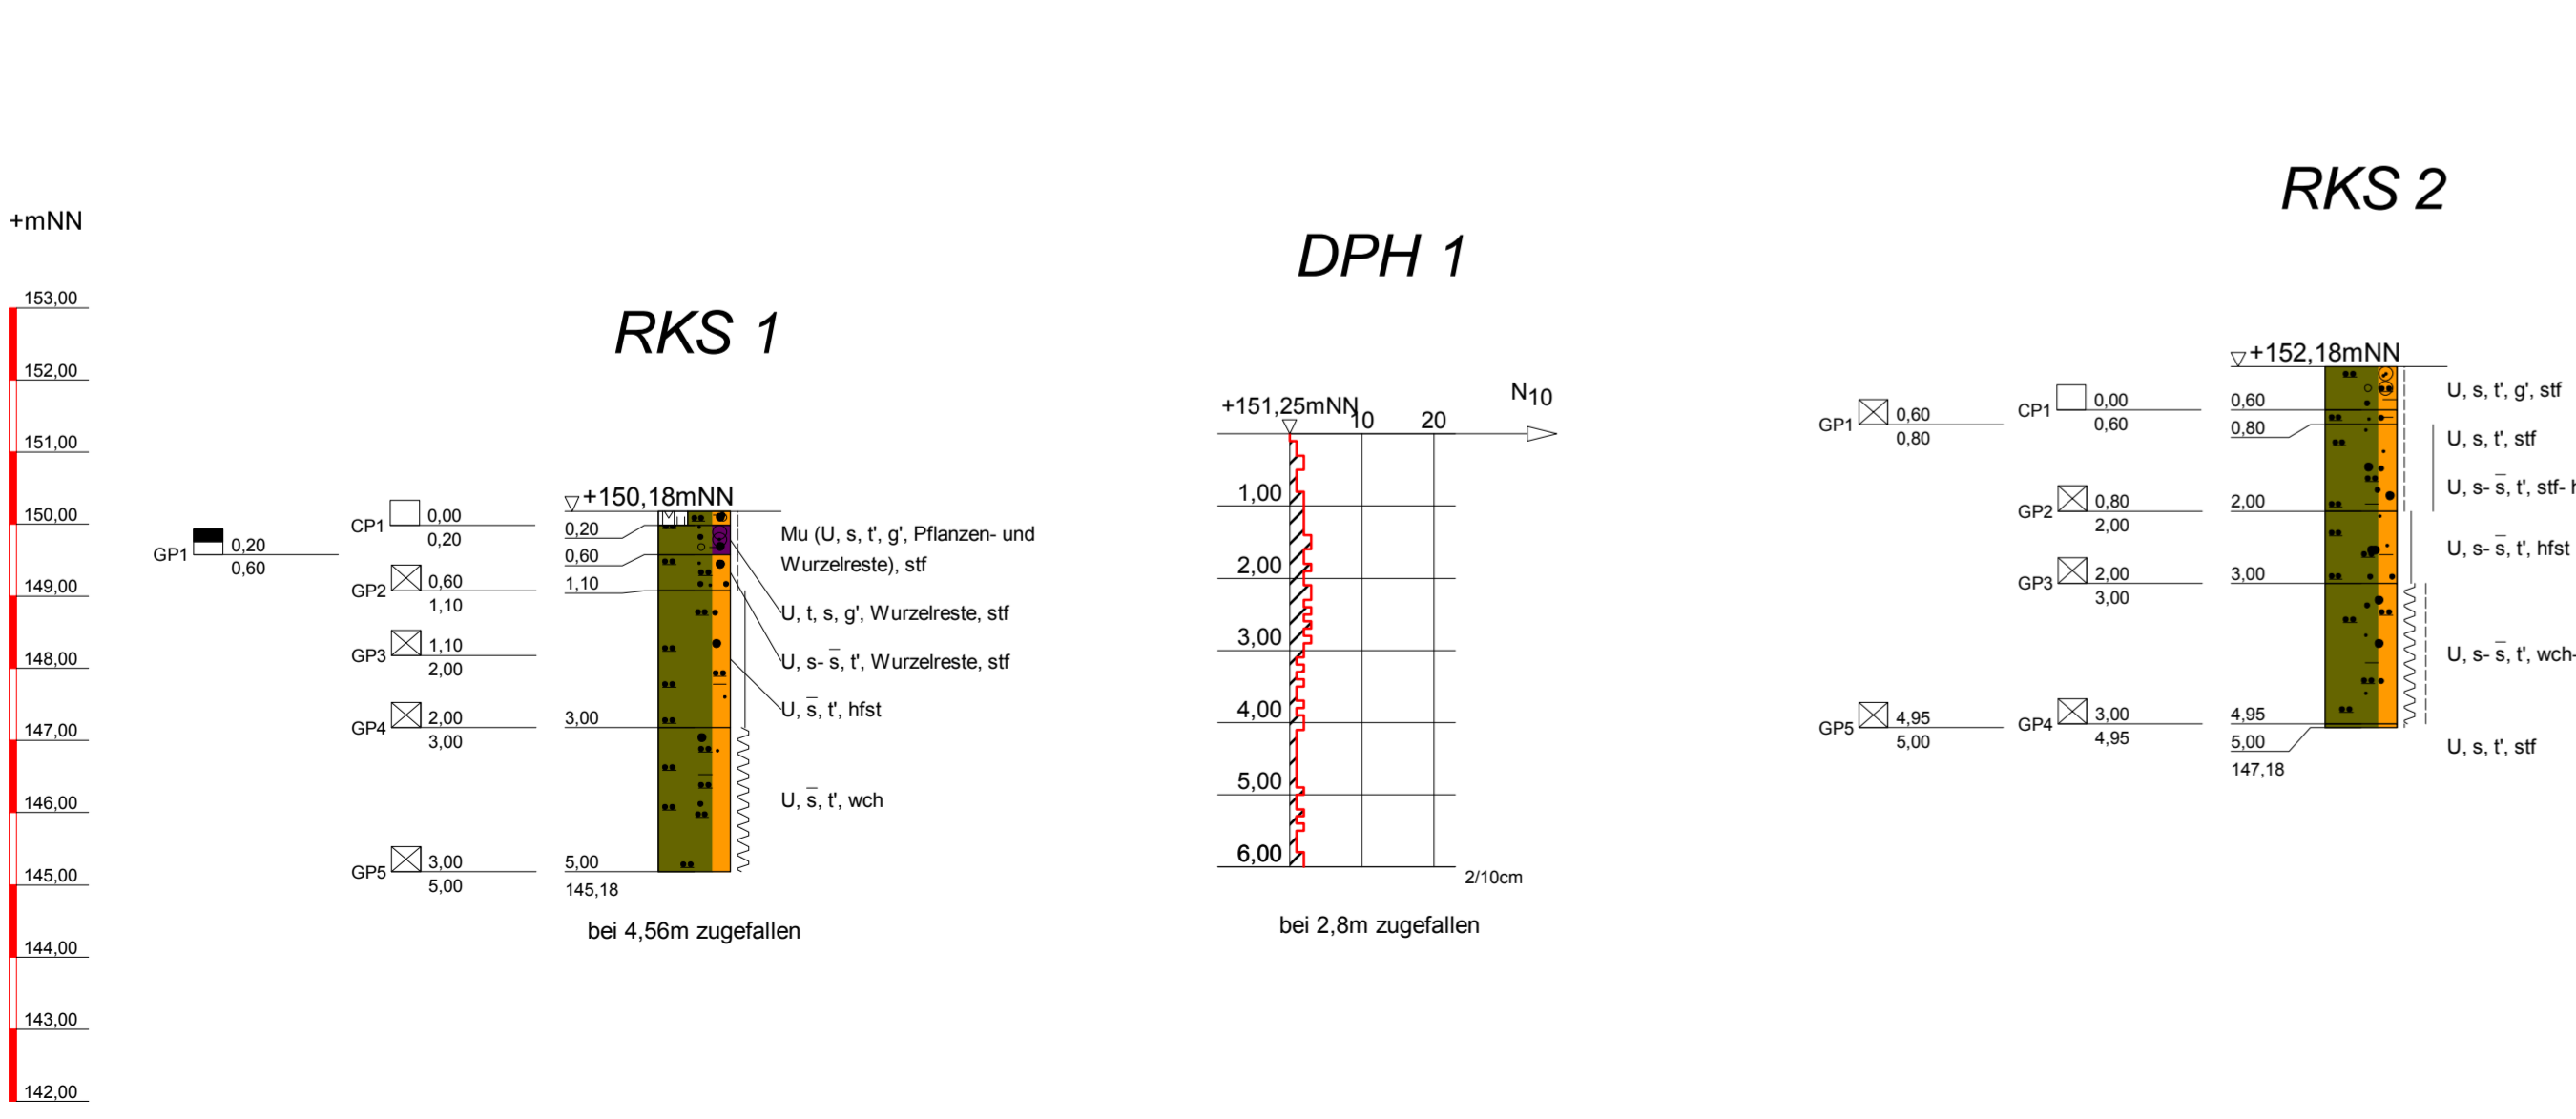 +mNN
153,00
152,00
151,00
150,00
149,00
148,00
147,00
146,00
145,00
144,00
143,00
142,00
RKS 1
+150,18mNN
GP1 0,20
0,60
CP1 0,00
0,20
GP2 0,60
1,10
GP3 1,10
2,00
GP4 2,00
3,00
GP5 3,00
5,00
0,20
0,60
1,10
3,00
5,00
145,18
Mu (U, s, t', g', Pflanzen- und
Wurzelreste), stf
U, t, s, g', Wurzelreste, stf
U, s- s̅, t', Wurzelreste, stf
U, s̅, t', hfst
U, s̅, t', wch
bei 4,56m zugefallen
DPH 1
+151,25mNN
10 20
N10
1,00
2,00
3,00
4,00
5,00
6,00
2/10cm
bei 2,8m zugefallen
RKS 2
+152,18mNN
GP1 0,60
0,80
CP1 0,00
0,60
GP2 0,80
2,00
GP3 2,00
3,00
GP5 4,95
5,00
GP4 3,00
4,95
0,60
0,80
2,00
3,00
4,95
5,00
147,18
U, s, t', g', stf
U, s, t', stf
U, s- s̅, t', stf-
U, s- s̅, t', hfst
U, s- s̅, t', wch-
U, s, t', stf